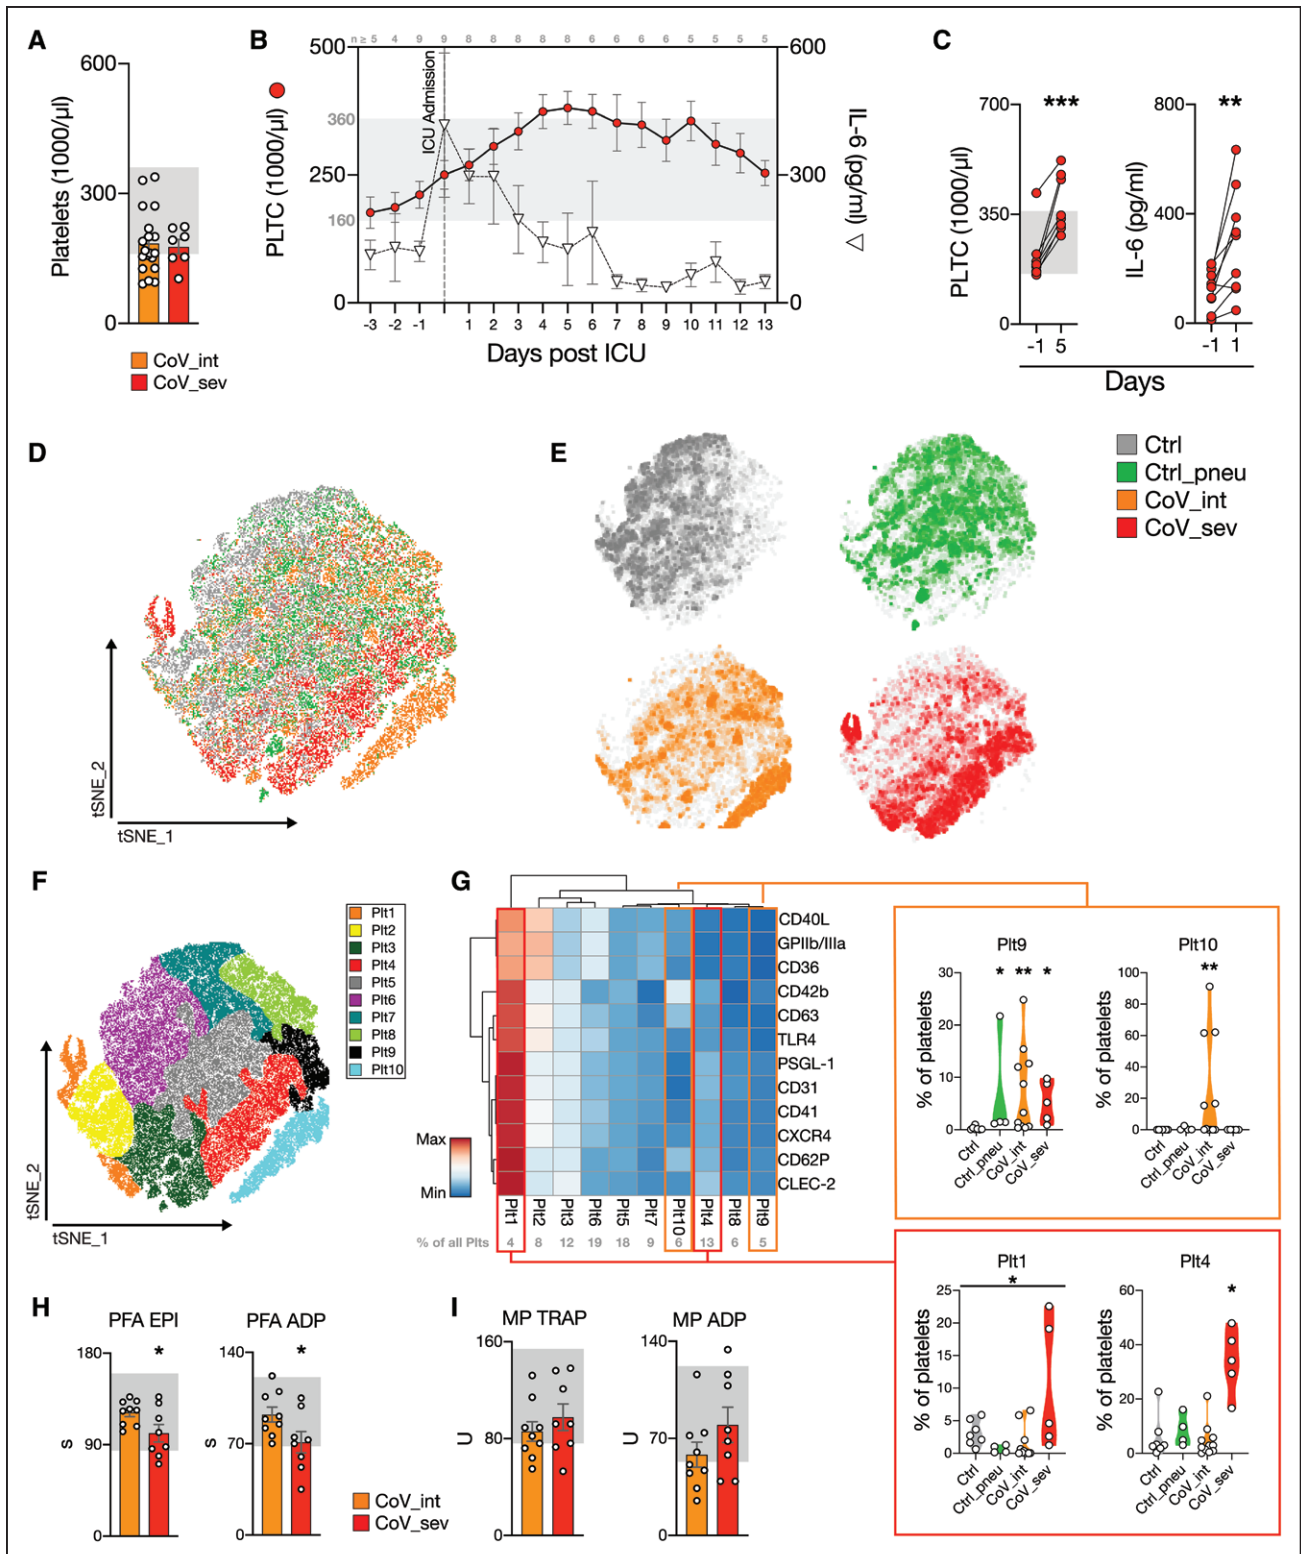 A
600
300
0
Platelets (1000/µl)
CoV_int
CoV_sev
B
n ≥ 5 4 9 9 8 8 8 8 8 6 6 6 6 5 5 5 5
500
360
250
160
0
PLTC (1000/µl)
ICU Admission
600
300
0
IL-6 (pg/ml)
-3 -2 -1 1 2 3 4 5 6 7 8 9 10 11 12 13
Days post ICU
C
***
700
350
0
PLTC (1000/µl)
-1 5
**
800
400
0
IL-6 (pg/ml)
-1 1
Days
D
tSNE_2
tSNE_1
E
Ctrl
Ctrl_pneu
CoV_int
CoV_sev
F
Plt1
Plt2
Plt3
Plt4
Plt5
Plt6
Plt7
Plt8
Plt9
Plt10
tSNE_2
tSNE_1
G
CD40L
GPIIb/IIIa
CD36
CD42b
CD63
TLR4
PSGL-1
CD31
CD41
CXCR4
CD62P
CLEC-2
Max
Min
Plt1 Plt2 Plt3 Plt6 Plt5 Plt7 Plt10 Plt4 Plt8 Plt9
% of all Plts 4 8 12 19 18 9 6 13 6 5
Plt9
* ** *
30
20
10
0
% of platelets
Ctrl Ctrl_pneu CoV_int CoV_sev
Plt10
**
100
80
60
40
20
0
% of platelets
Ctrl Ctrl_pneu CoV_int CoV_sev
Plt1
*
25
20
15
10
5
0
% of platelets
Ctrl Ctrl_pneu CoV_int CoV_sev
Plt4
*
60
40
20
0
% of platelets
Ctrl Ctrl_pneu CoV_int CoV_sev
H
PFA EPI
*
180
90
0
s
PFA ADP
*
140
70
0
s
CoV_int
CoV_sev
I
MP TRAP
160
80
0
U
MP ADP
140
70
0
U